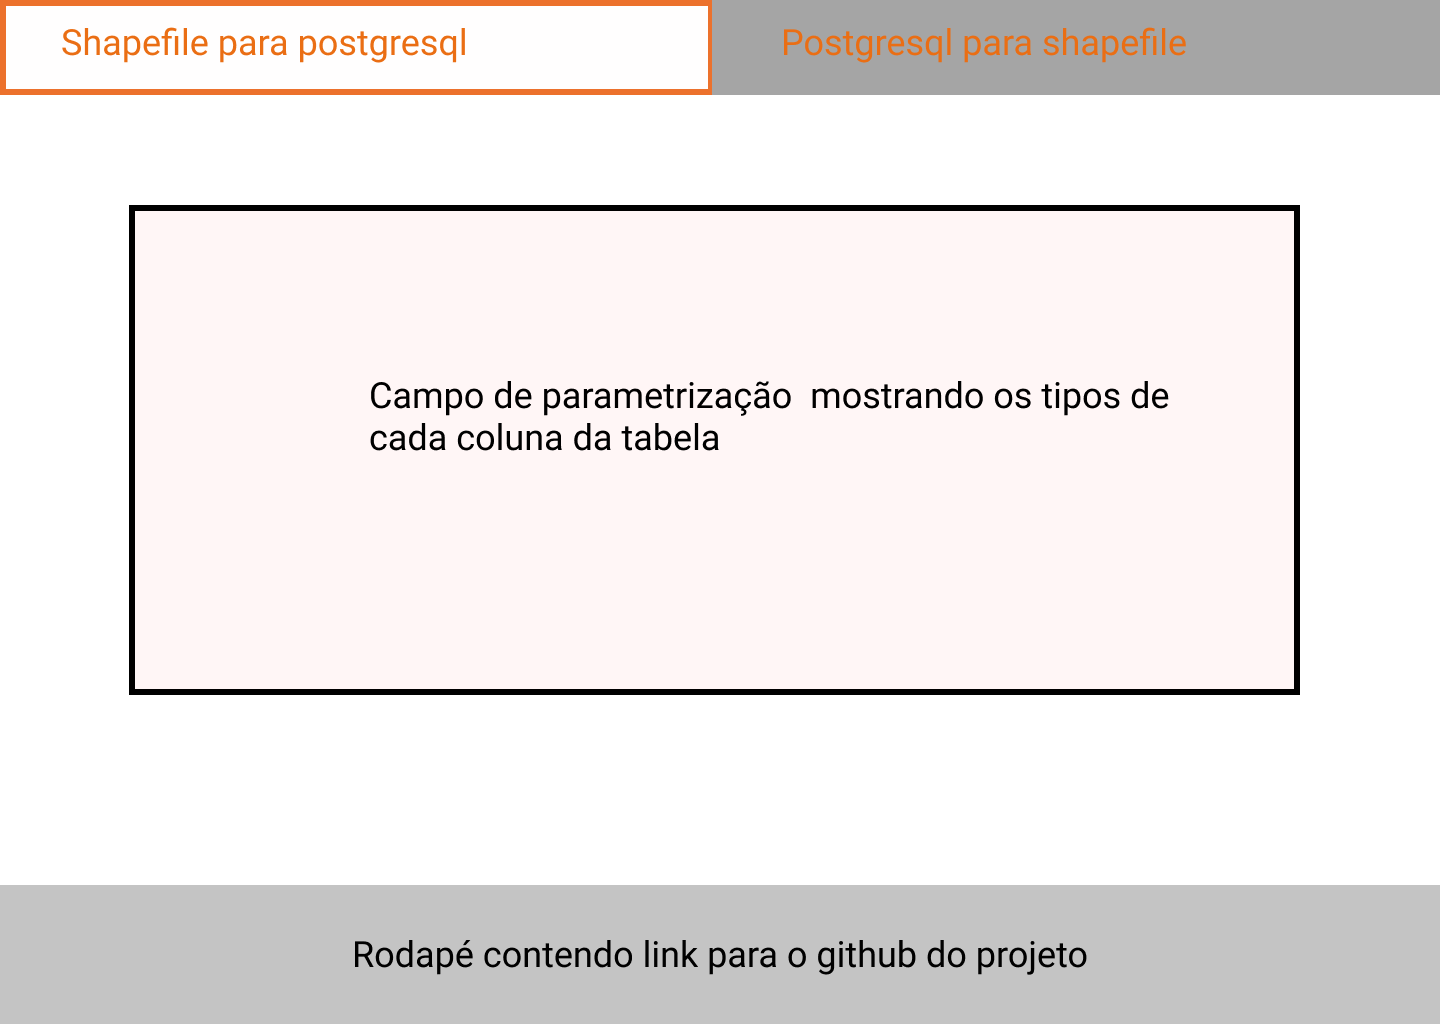 Shapefile para postgresql
Postgresql para shapefile
Campo de parametrização  mostrando os tipos de
cada coluna da tabela
Rodapé contendo link para o github do projeto